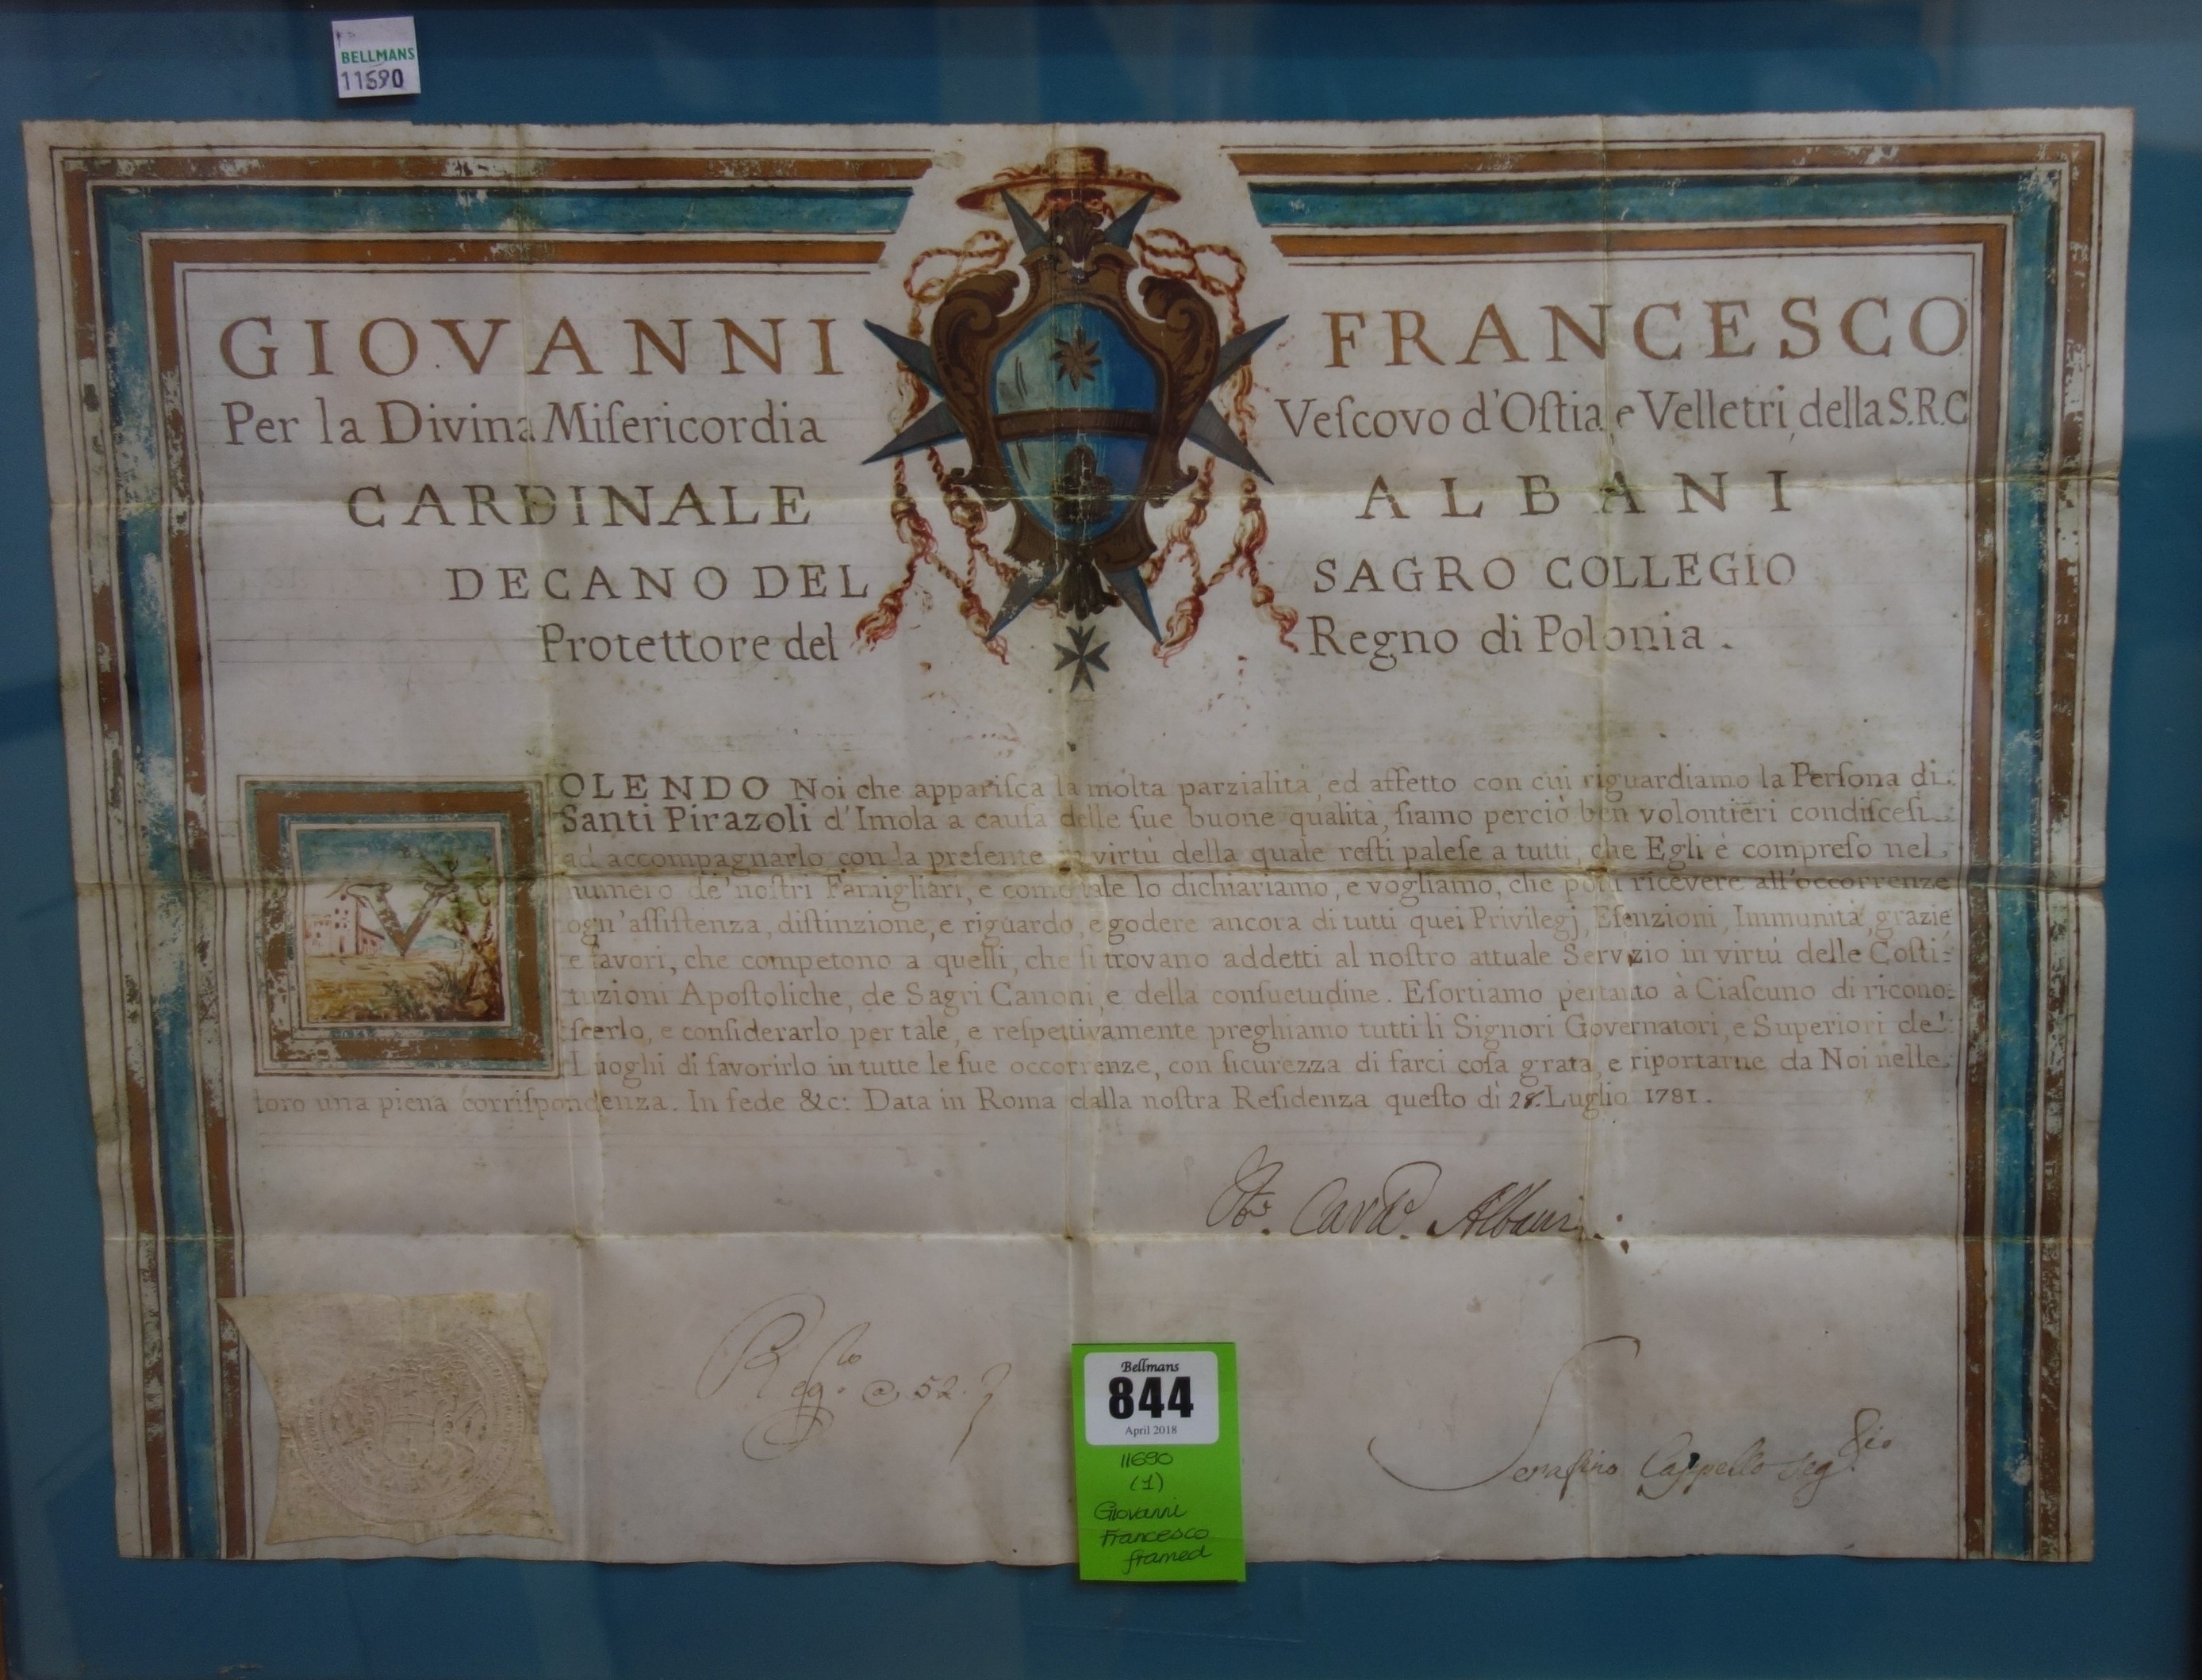 BELLMANS
11690
GIOVANNI FRANCESCO
Per la Divina Miſericordia Veſcovo d'Oſtia, e Velletri, della S.R.C
CARDINALE ALBANI
DECANO DEL SAGRO COLLEGIO
Protettore del Regno di Polonia.
VOLENDO Noi che appariſca la molta parzialità, ed affetto con cui riguardiamo la Perſona di
Santi Pirazoli d'Imola a cauſa delle ſue buone qualità, ſiamo perciò ben volontieri condiſceſi
ad accompagnarlo con la preſente in virtù della quale reſti paleſe a tutti, che Egli è compreſo nel
numero de' noſtri Famigliari, e come tale lo dichiariamo, e vogliamo, che poſſa ricevere all'occorrenze
ogn'aſſiſtenza, diſtinzione, e riguardo, e godere ancora di tutti quei Privilegj, Eſenzioni, Immunità, grazie
e favori, che competono a quelli, che ſi trovano addetti al noſtro attuale Servizio in virtù delle Coſti=
tuzioni Apoſtoliche, de Sagri Canoni, e della conſuetudine. Eſortiamo pertanto à Ciaſcuno di ricono=
ſcerlo, e conſiderarlo per tale, e reſpettivamente preghiamo tutti li Signori Governatori, e Superiori de'
Luoghi di favorirlo in tutte le ſue occorrenze, con ſicurezza di farci coſa grata, e riportarne da Noi nelle
loro una piena corriſpondenza. In fede &c: Data in Roma dalla noſtra Reſidenza queſto dì 28. Luglio 1781.
Card. Albani
Reg.to @ 52.
Bellmans
844
April 2018
11690
(1)
Giovanni
Francesco
framed
Serafino Cappello Seg.rio